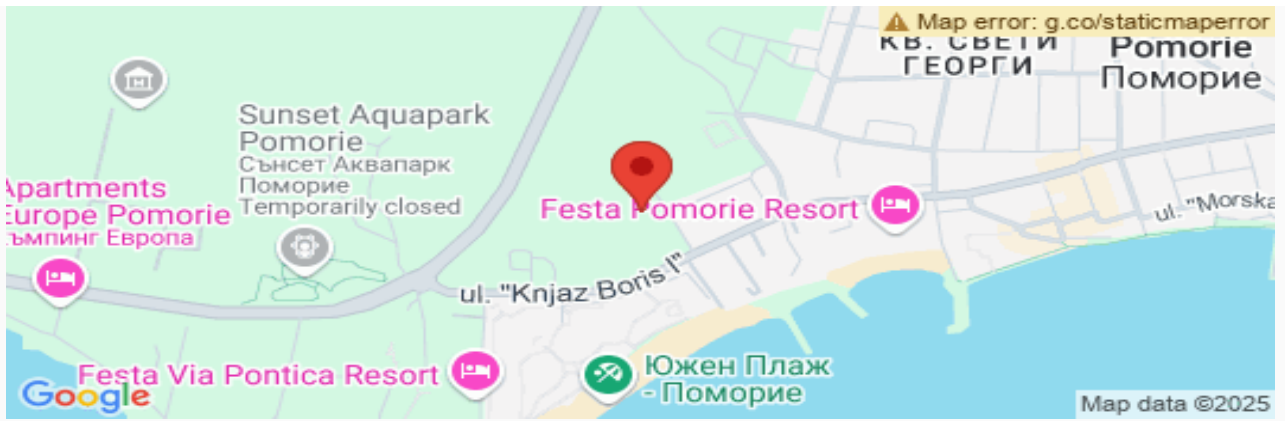 Map error: g.co/staticmaperror
КВ. СВЕТИ
ГЕОРГИ
Pomorie
Поморие
Sunset Aquapark
Pomorie
Сънсет Аквапарк
Поморие
Temporarily closed
Apartments
Europe Pomorie
къмпинг Европа
Festa Pomorie Resort
ul. "Morska
ul. "Knjaz Boris I"
Festa Via Pontica Resort
Южен Плаж
- Поморие
Google
Map data ©2025